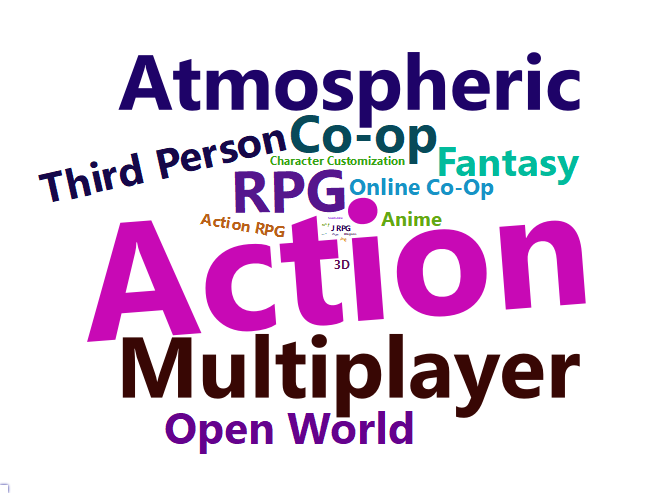 Atmospheric
Co-op
Third Person
Character Customization
Fantasy
RPG
Online Co-Op
Action RPG
Anime
JRPG
Action
3D
Multiplayer
Open World